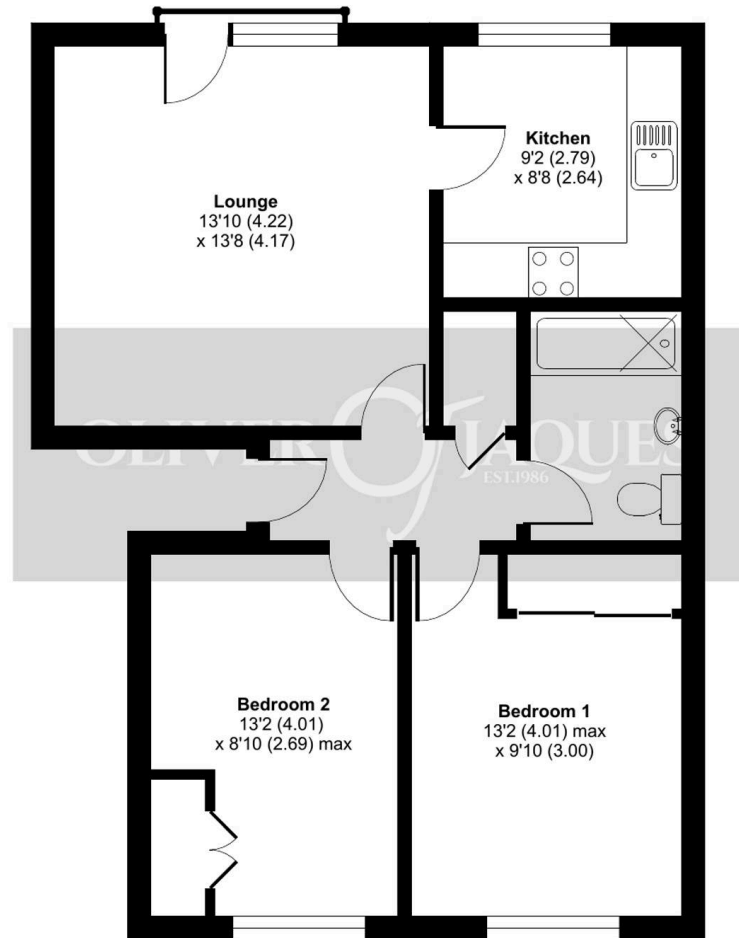 Lounge
13'10 (4.22)
x 13'8 (4.17)
Kitchen
9'2 (2.79)
x 8'8 (2.64)
OLIVER JAQUES
EST.1986
Bedroom 2
13'2 (4.01)
x 8'10 (2.69) max
Bedroom 1
13'2 (4.01) max
x 9'10 (3.00)